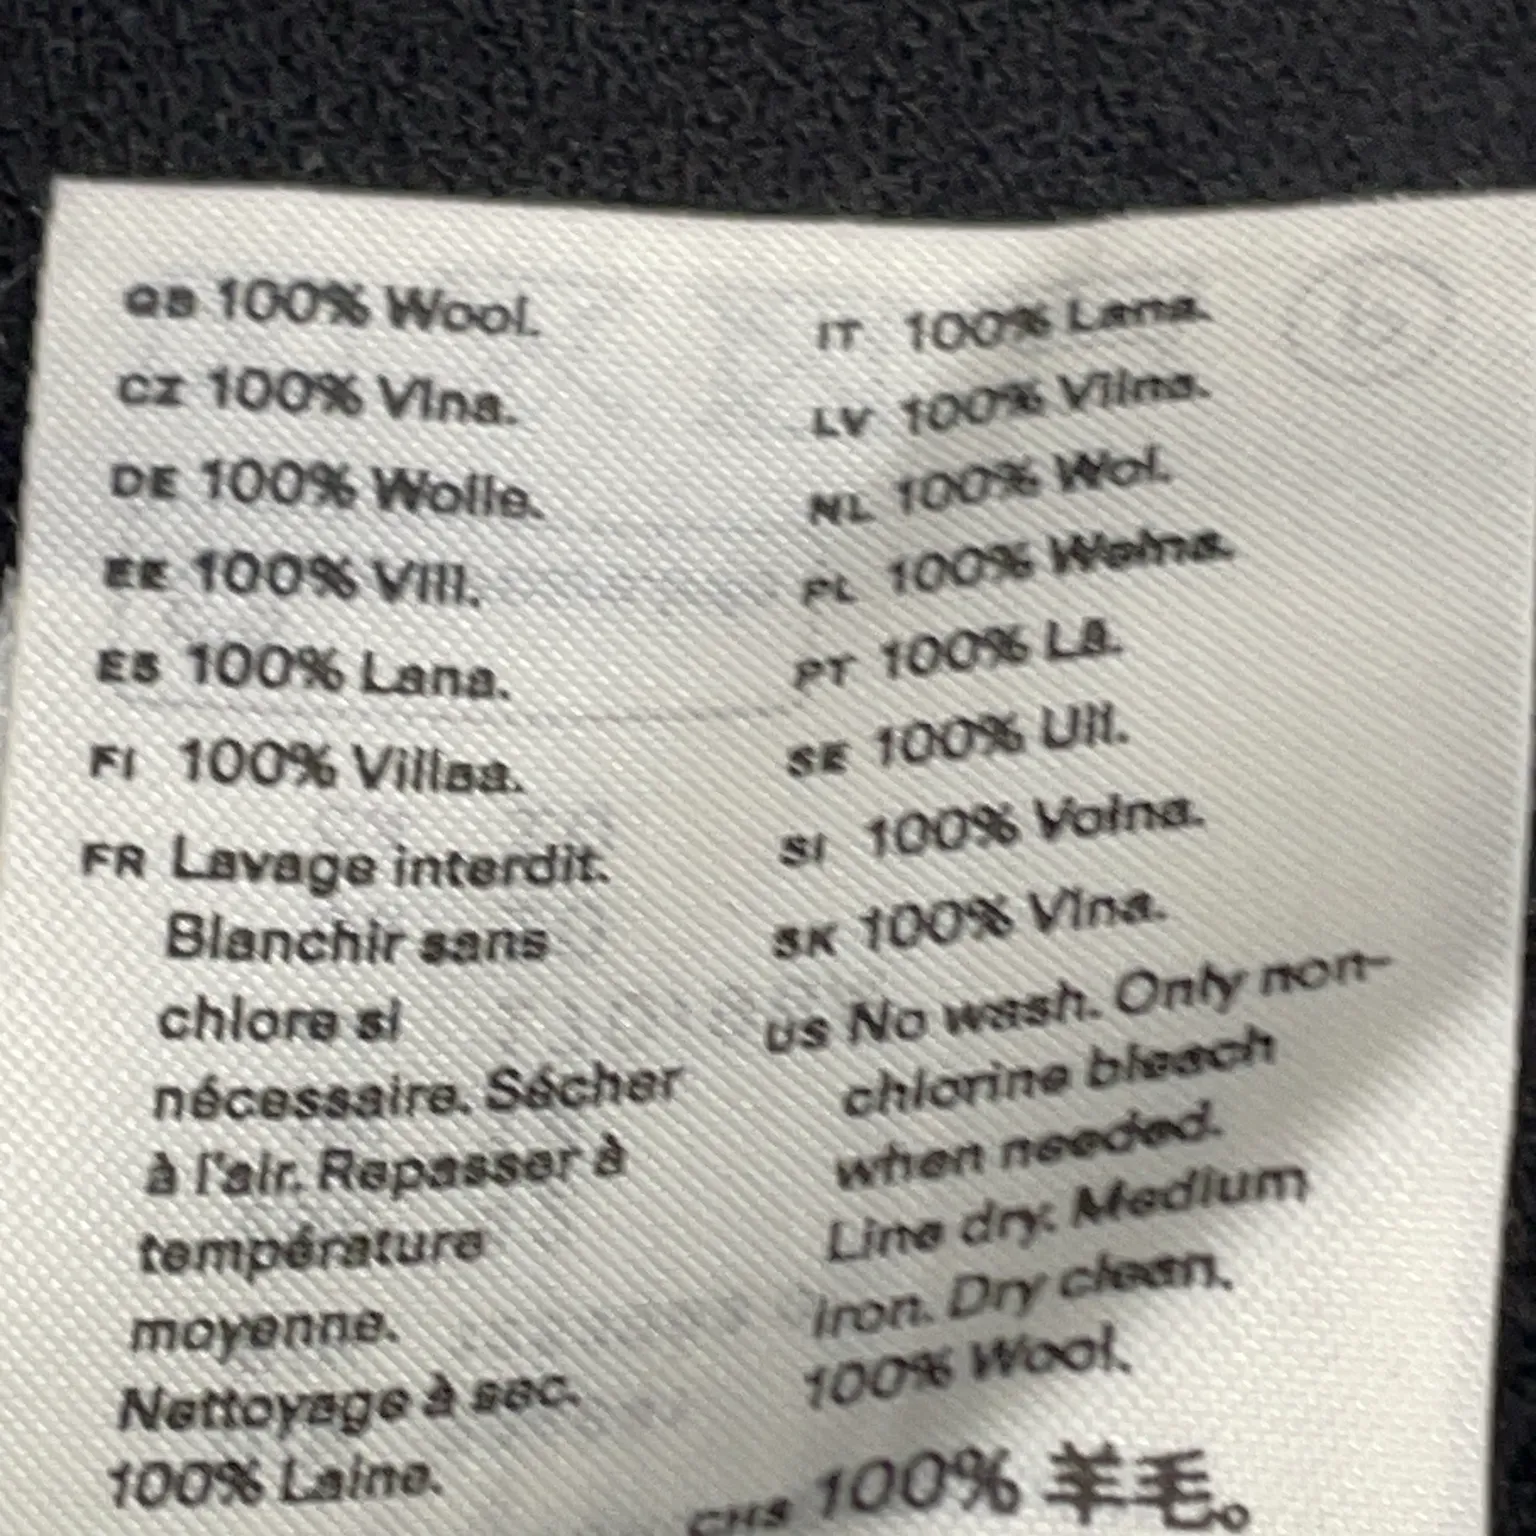 GB 100% Wool.
CZ 100% Vlna.
DE 100% Wolle.
EE 100% Vill.
ES 100% Lana.
FI 100% Villaa.
FR Lavage interdit.
Blanchir sans
chlore si
nécessaire. Sécher
à l'air. Repasser à
température
moyenne.
Nettoyage à sec.
100% Laine.
IT 100% Lana.
LV 100% Vilna.
NL 100% Wol.
PL 100% Wełna.
PT 100% Lã.
SE 100% Ull.
SI 100% Volna.
SK 100% Vlna.
US No wash. Only non-
chlorine bleach
when needed.
Line dry. Medium
iron. Dry clean.
100% Wool.
CHS 100% 羊毛。